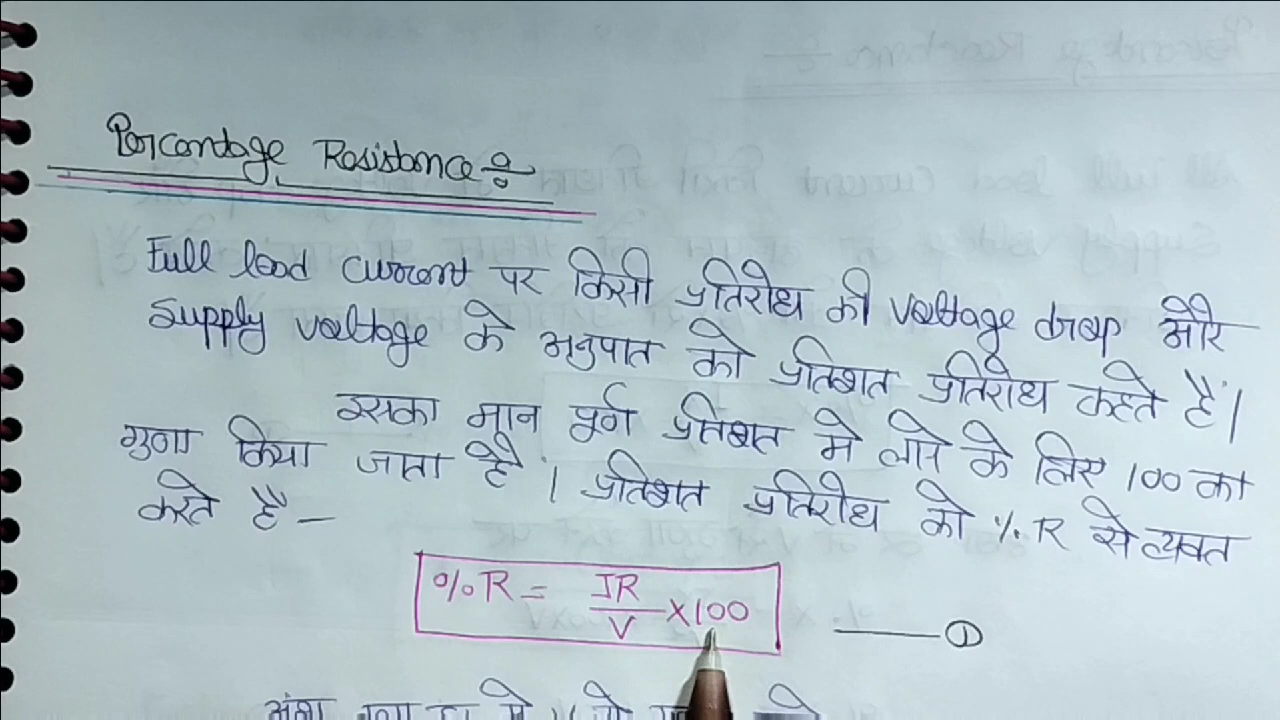 Percentage Resistance :-
Full load current पर किसी प्रतिरोध की voltage drop और
supply voltage के अनुपात को प्रतिशत प्रतिरोध कहते हैं।
इसका मान पूर्ण प्रतिशत मे लाने के लिए 100 का
गुणा किया जाता है। प्रतिशत प्रतिरोध को %R से व्यक्त
करते है –
%R = IR/V ×100 —— ①